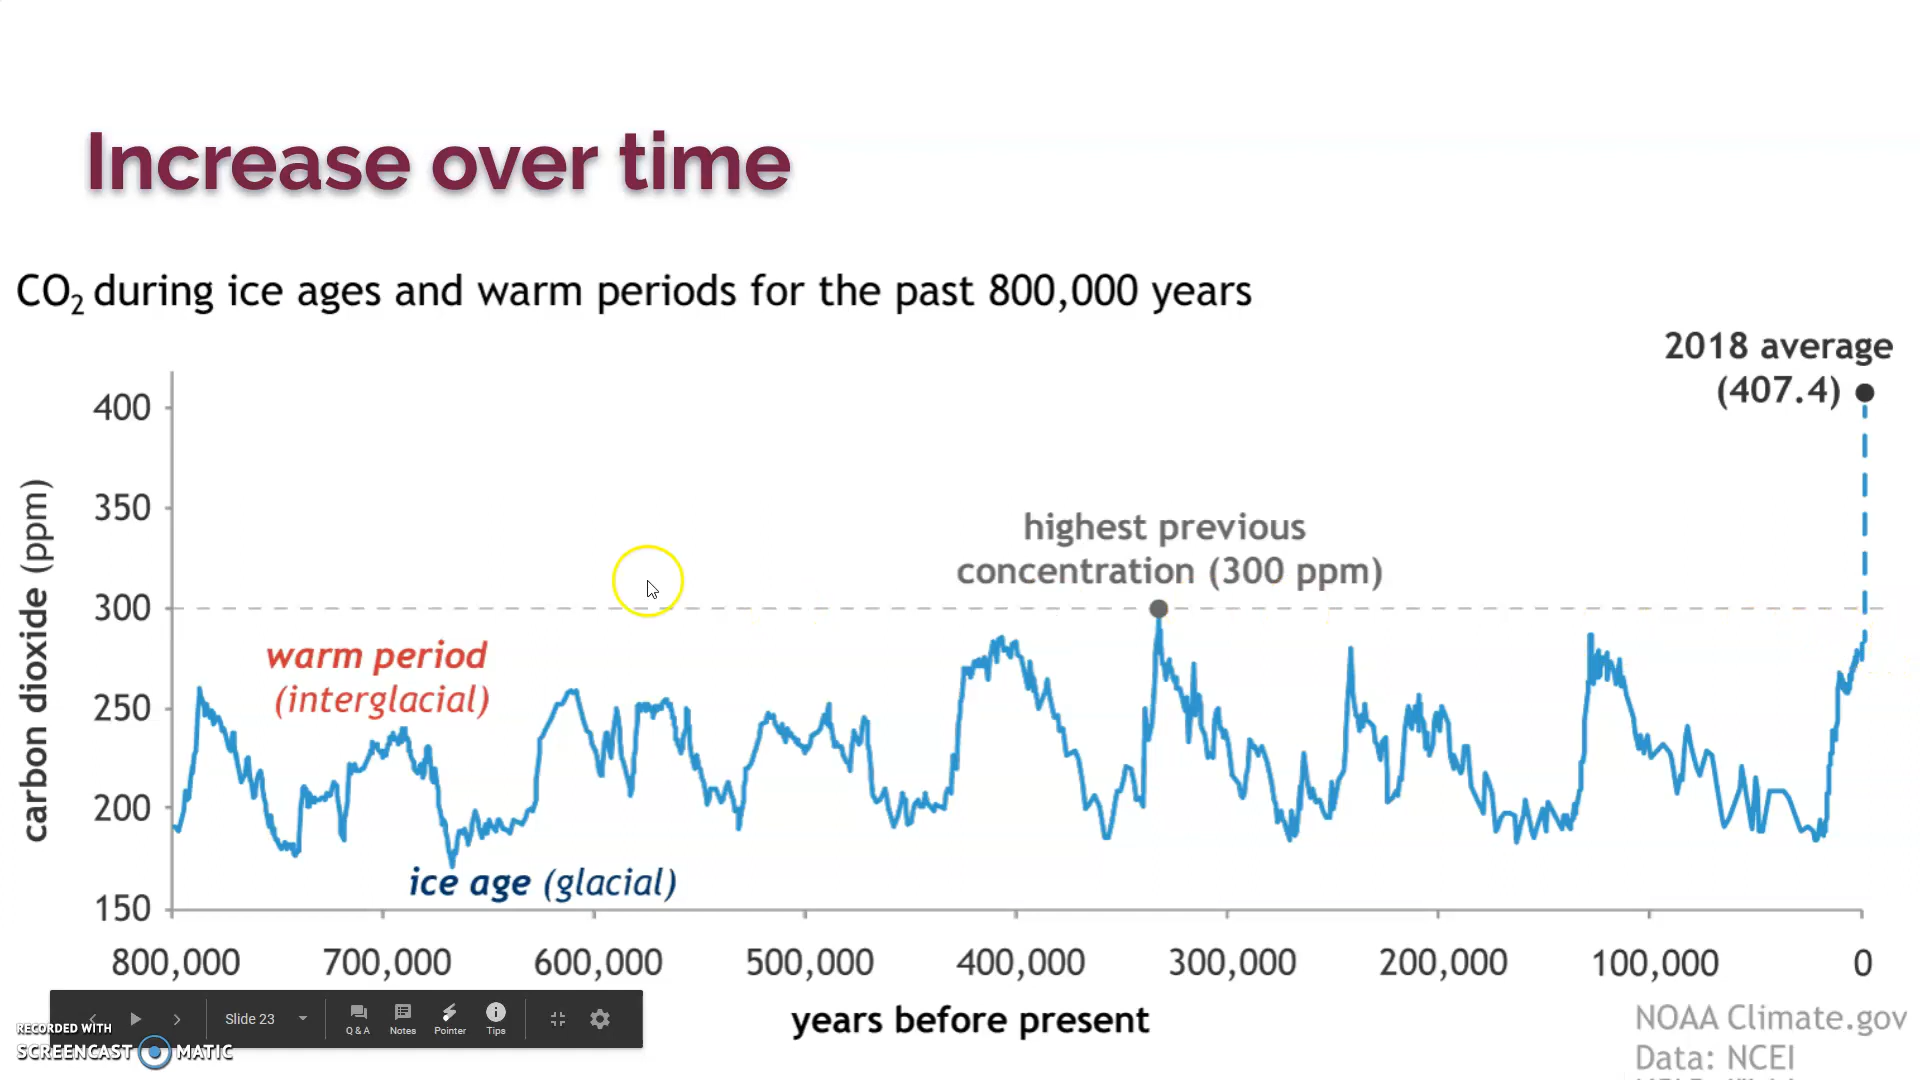 Increase over time
CO₂ during ice ages and warm periods for the past 800,000 years
2018 average
(407.4)
400
350
300
250
200
150
carbon dioxide (ppm)
highest previous
concentration (300 ppm)
warm period
(interglacial)
ice age (glacial)
800,000 700,000 600,000 500,000 400,000 300,000 200,000 100,000 0
years before present
NOAA Climate.gov
Data: NCEI
Slide 23
Q & A Notes Pointer Tips
RECORDED WITH
SCREENCAST MATIC